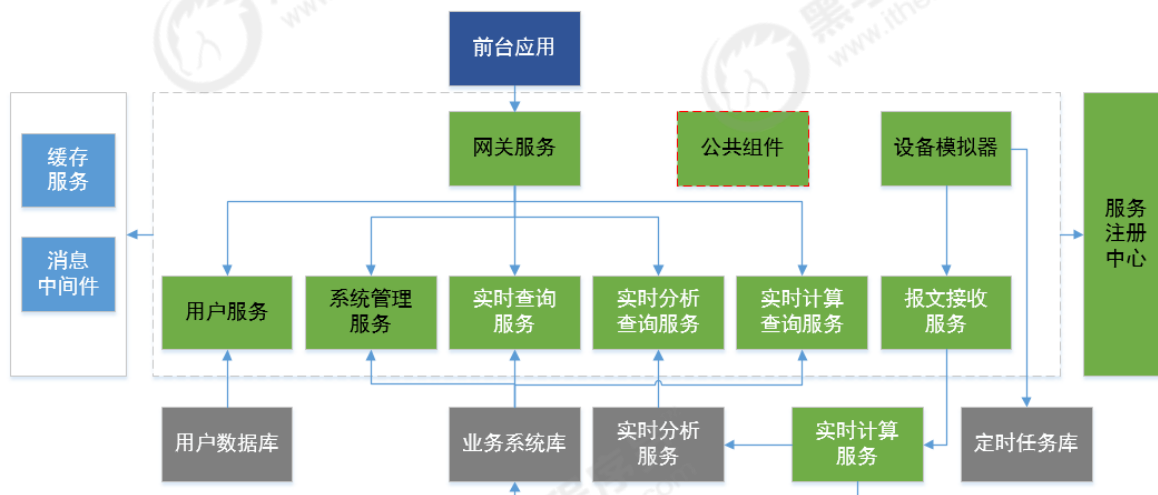 前台应用
网关服务
公共组件
设备模拟器
缓存
服务
消息
中间件
服务
注册
中心
用户服务
系统管理
服务
实时查询
服务
实时分析
查询服务
实时计算
查询服务
报文接收
服务
用户数据库
业务系统库
实时分析
服务
实时计算
服务
定时任务库